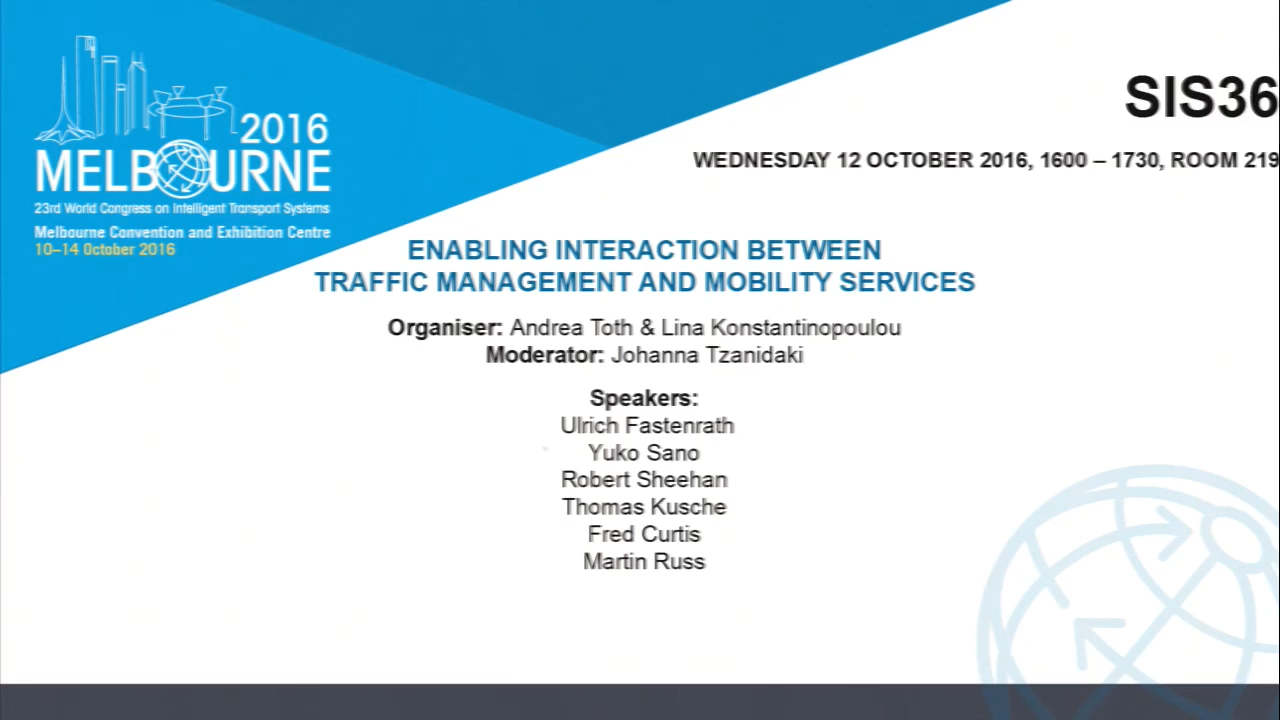 2016
MELBOURNE
23rd World Congress on Intelligent Transport Systems
Melbourne Convention and Exhibition Centre
10–14 October 2016
SIS36
WEDNESDAY 12 OCTOBER 2016, 1600 – 1730, ROOM 219
ENABLING INTERACTION BETWEEN
TRAFFIC MANAGEMENT AND MOBILITY SERVICES
Organiser: Andrea Toth & Lina Konstantinopoulou
Moderator: Johanna Tzanidaki
Speakers:
Ulrich Fastenrath
Yuko Sano
Robert Sheehan
Thomas Kusche
Fred Curtis
Martin Russ